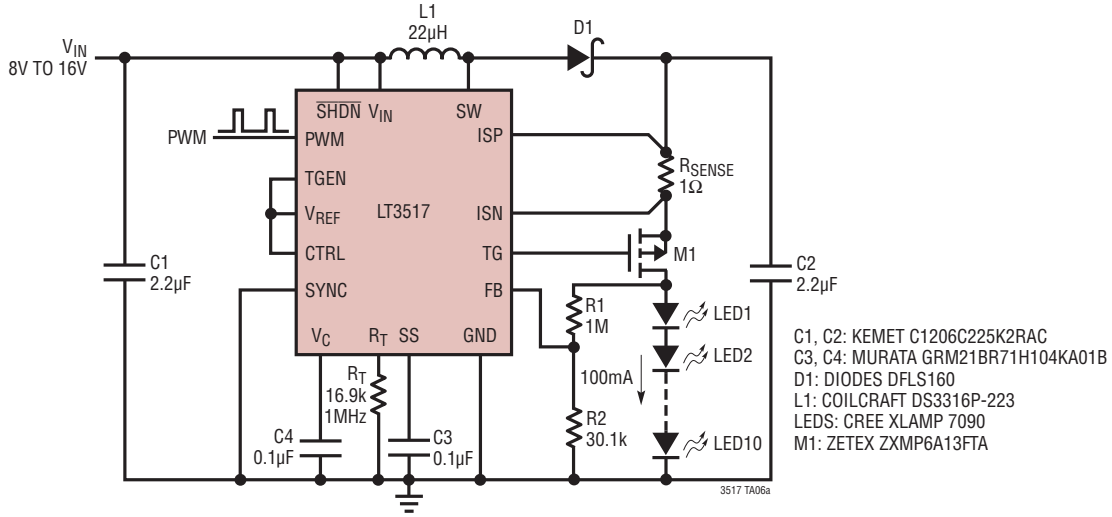 L1
22µH
D1
VIN
8V TO 16V
SHDN VIN SW
PWM
PWM
ISP
TGEN
RSENSE
1Ω
VREF
LT3517
ISN
CTRL
TG
M1
C1
2.2µF
C2
2.2µF
SYNC
FB
R1
1M
LED1
VC RT SS GND
LED2
100mA
RT
16.9k
1MHz
R2
30.1k
LED10
C4
0.1µF
C3
0.1µF
C1, C2: KEMET C1206C225K2RAC
C3, C4: MURATA GRM21BR71H104KA01B
D1: DIODES DFLS160
L1: COILCRAFT DS3316P-223
LEDS: CREE XLAMP 7090
M1: ZETEX ZXMP6A13FTA
3517 TA06a